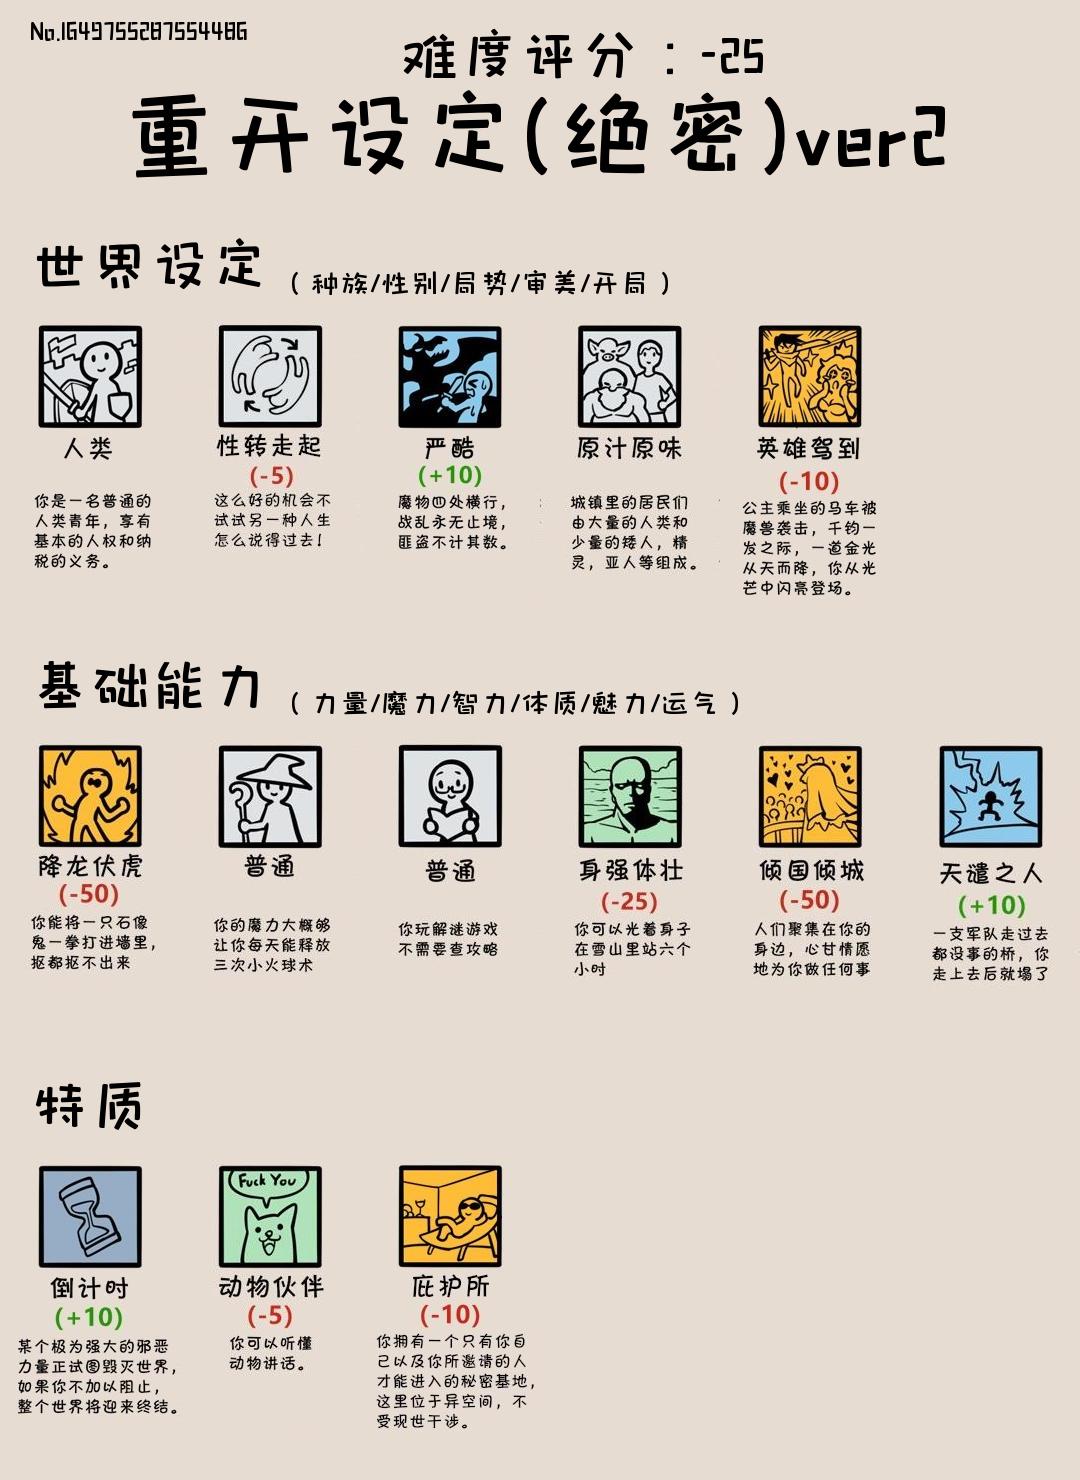 No.1649755287554486
难度评分：-25
重开设定(绝密)ver2
世界设定（种族/性别/局势/审美/开局）
人类
你是一名普通的
人类青年，享有
基本的人权和纳
税的义务。
性转走起
(-5)
这么好的机会不
试试另一种人生
怎么说得过去！
严酷
(+10)
魔物四处横行，
战乱永无止境，
匪盗不计其数。
原汁原味
城镇里的居民们
由大量的人类和
少量的矮人，精
灵，亚人等组成。
英雄驾到
(-10)
公主乘坐的马车被
魔兽袭击，千钧一
发之际，一道金光
从天而降，你从光
芒中闪亮登场。
基础能力（力量/魔力/智力/体质/魅力/运气）
降龙伏虎
(-50)
你能将一只石像
鬼一拳打进墙里，
抠都抠不出来
普通
你的魔力大概够
让你每天能释放
三次小火球术
普通
你玩解谜游戏
不需要查攻略
身强体壮
(-25)
你可以光着身子
在雪山里站六个
小时
倾国倾城
(-50)
人们聚集在你的
身边，心甘情愿
地为你做任何事
天谴之人
(+10)
一支军队走过去
都没事的桥，你
走上去后就塌了
特质
倒计时
(+10)
某个极为强大的邪恶
力量正试图毁灭世界，
如果你不加以阻止，
整个世界将迎来终结。
Fuck You
动物伙伴
(-5)
你可以听懂
动物讲话。
庇护所
(-10)
你拥有一个只有你自
己以及你所邀请的人
才能进入的秘密基地，
这里位于异空间，不
受现世干涉。